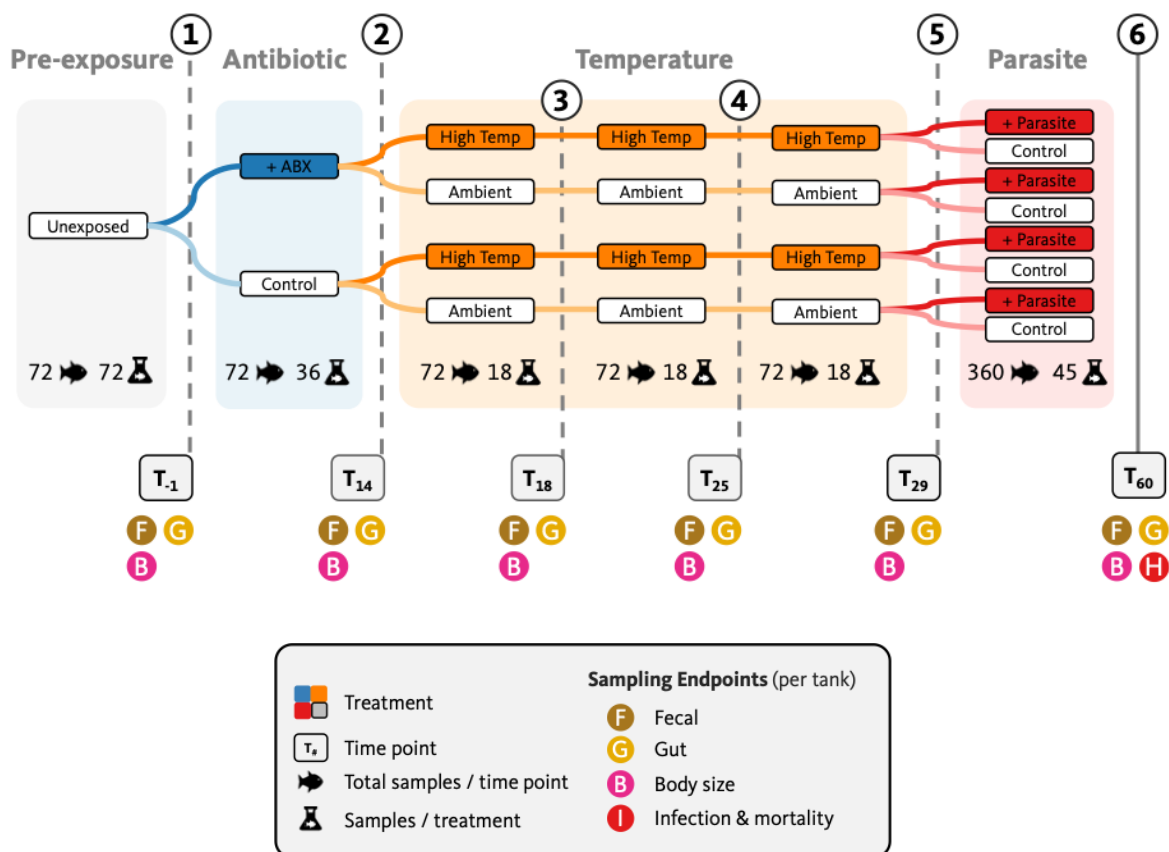 1 2 5 6
Pre-exposure Antibiotic Temperature Parasite
3 4
+ Parasite
High Temp High Temp High Temp
+ ABX Control
+ Parasite
Ambient Ambient Ambient
Control
Unexposed
+ Parasite
High Temp High Temp High Temp
Control Control
+ Parasite
Ambient Ambient Ambient
Control
72 72 72 36 72 18 72 18 72 18 360 45
T-1 T14 T18 T25 T29 T60
F G F G F G F G F G F G
B B B B B B H
Sampling Endpoints (per tank)
Treatment F Fecal
T# Time point G Gut
Total samples / time point B Body size
Samples / treatment I Infection & mortality